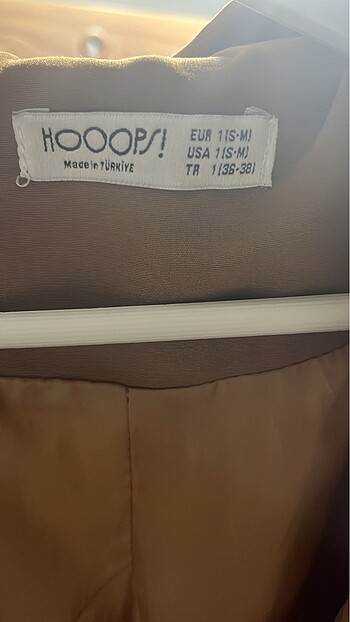 HOOOPS!
Made in TÜRKİYE
EUR 1(S-M)
USA 1(S-M)
TR 1(36-38)